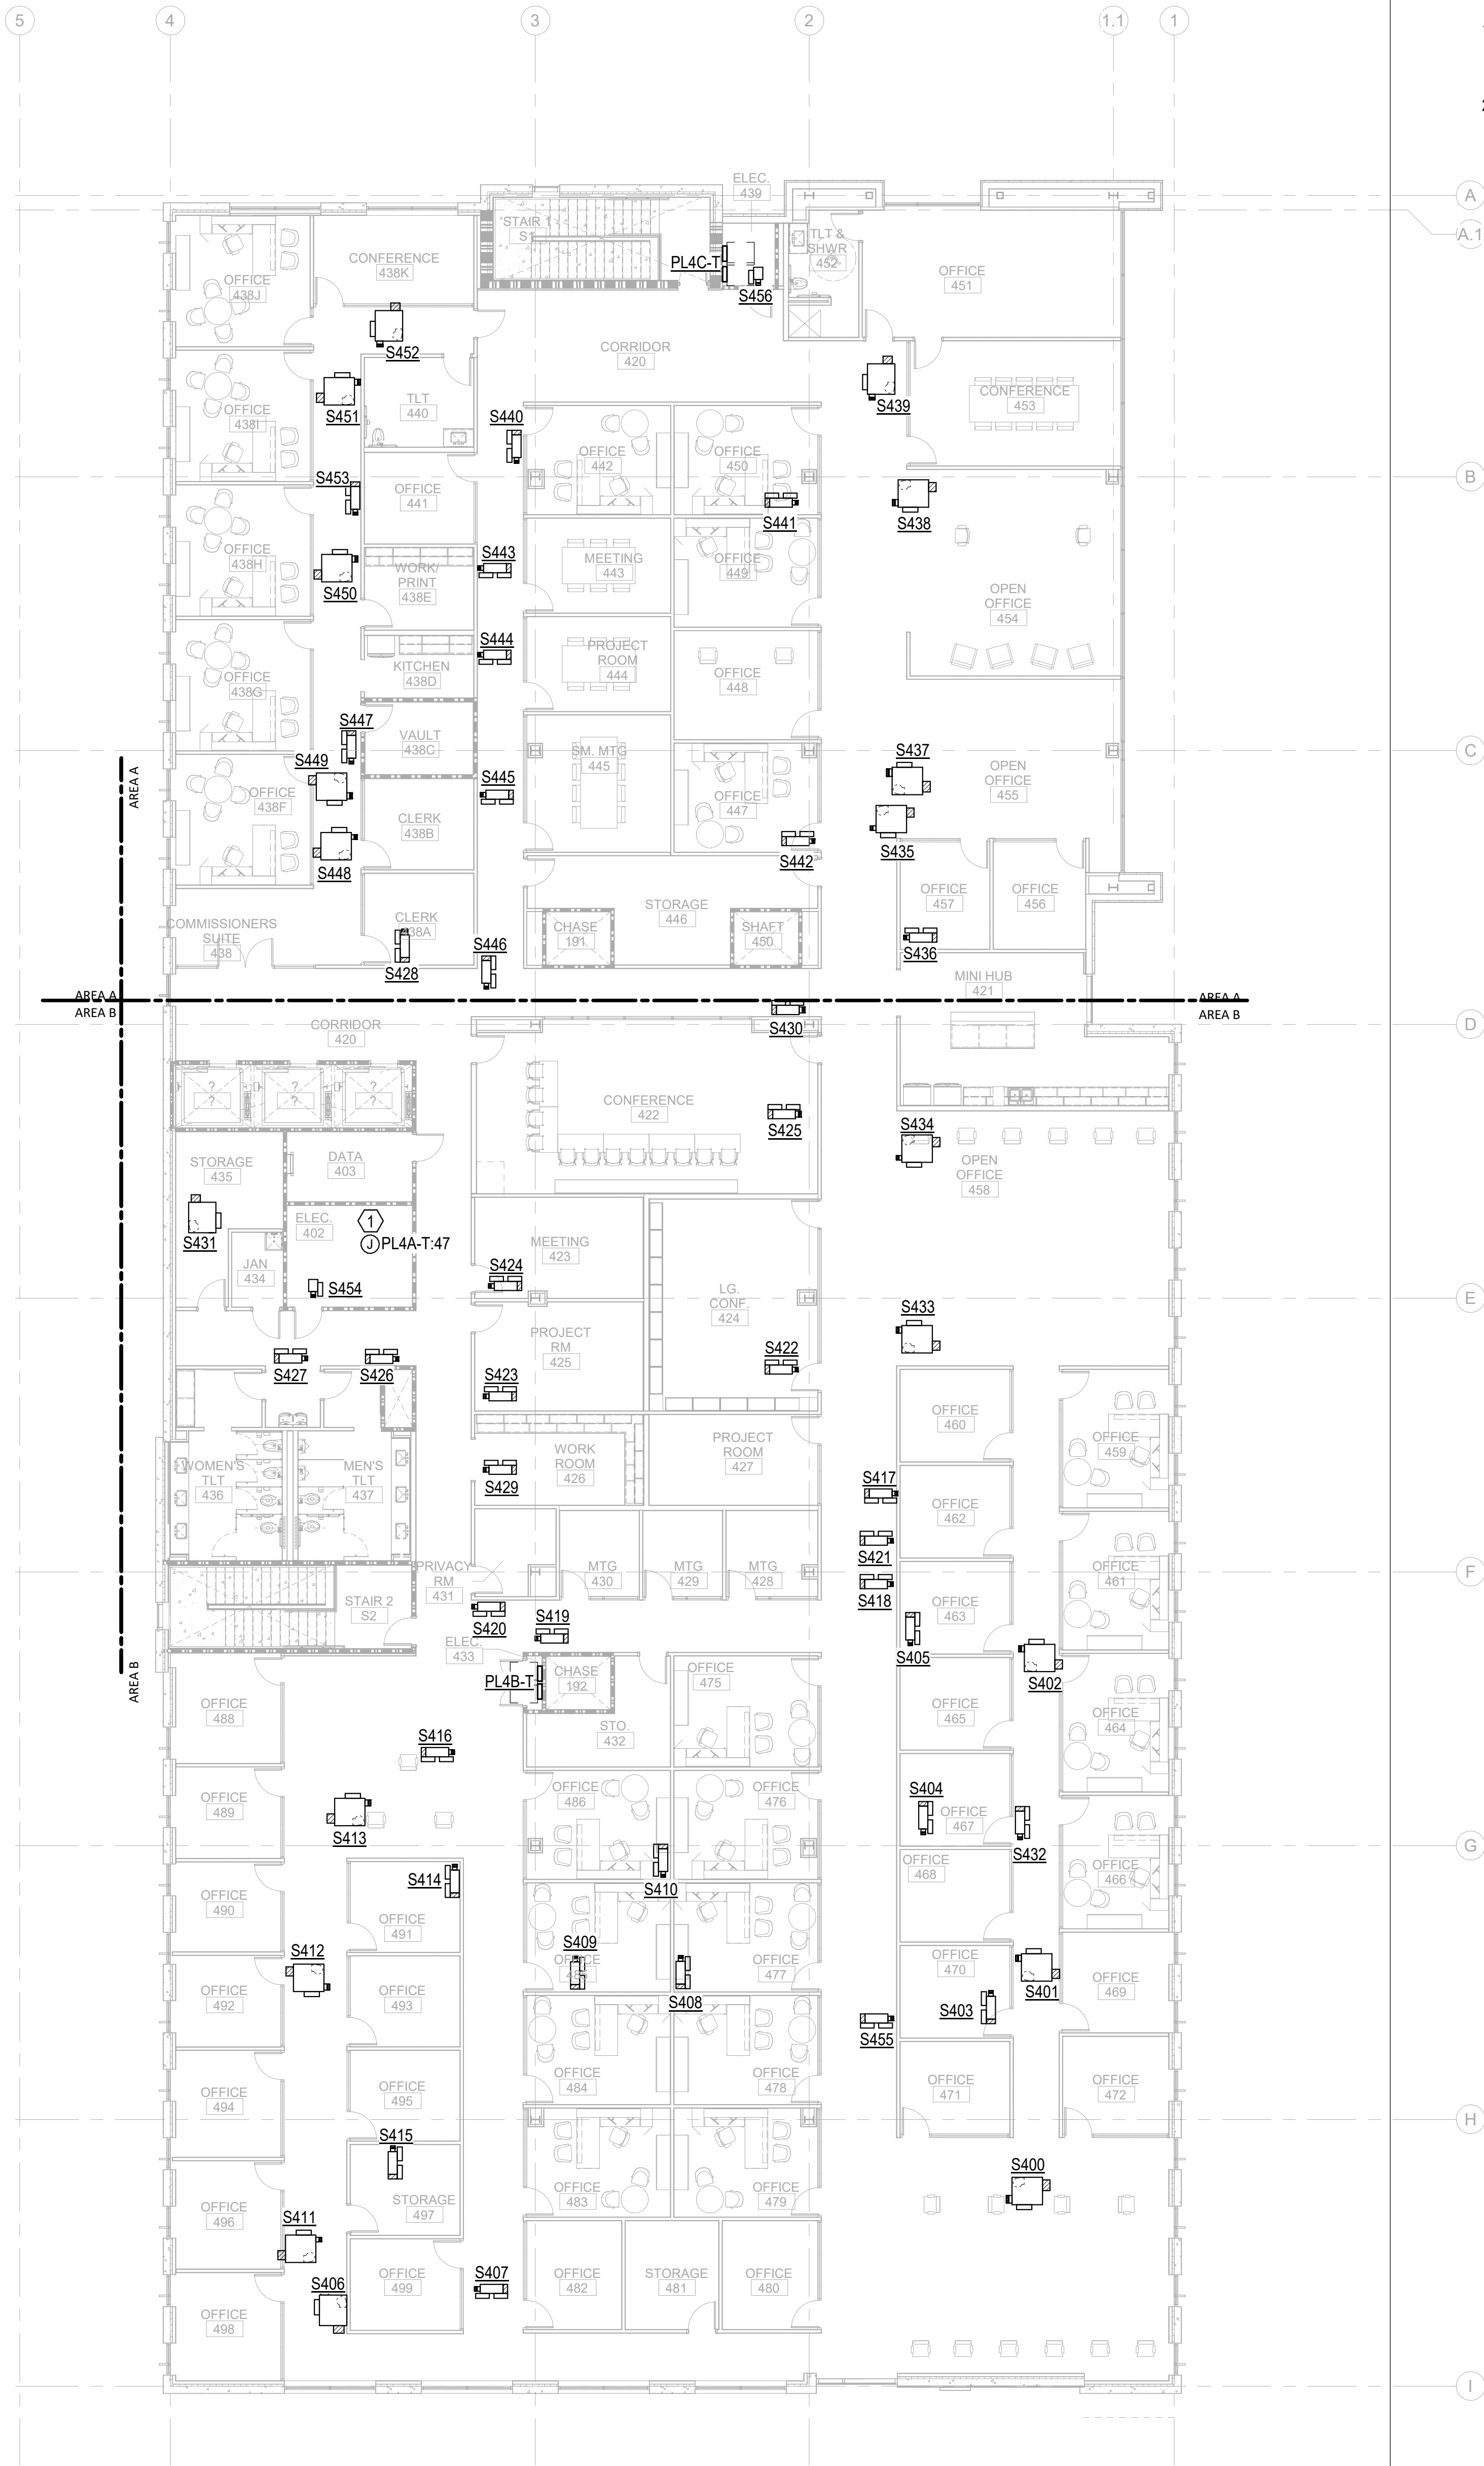 5
4
3
2
1.1
1
2
A
A.1
ELEC.
439
STAIR 1
S1
TLT &
SHWR
452
PL4C-T
S456
CONFERENCE
438K
OFFICE
438J
OFFICE
451
S452
CORRIDOR
420
S439
CONFERENCE
453
S451
TLT
440
OFFICE
438I
S440
OFFICE
442
OFFICE
450
B
S453
OFFICE
441
S441
S438
OFFICE
438H
S450
WORK/
PRINT
438E
S443
MEETING
443
OFFICE
449
OPEN
OFFICE
454
S444
KITCHEN
438D
PROJECT
ROOM
444
OFFICE
448
OFFICE
438G
S447
VAULT
438C
C
S449
SM. MTG
445
S437
OPEN
OFFICE
455
AREA A
OFFICE
438F
S445
OFFICE
447
CLERK
438B
S448
S442
S435
OFFICE
457
OFFICE
456
STORAGE
446
COMMISSIONERS
SUITE
438
CLERK
438A
CHASE
191
SHAFT
450
S428
S446
S436
MINI HUB
421
AREA A
AREA B
AREA A
AREA B
CORRIDOR
420
S430
D
?
?
?
?
?
?
CONFERENCE
422
S425
S434
STORAGE
435
DATA
403
OPEN
OFFICE
458
ELEC.
402
1
J
PL4A-T:47
S431
JAN
434
MEETING
423
S424
S454
LG.
CONF.
424
E
S433
PROJECT
RM
425
S427
S426
S423
S422
OFFICE
460
OFFICE
459
WORK
ROOM
426
PROJECT
ROOM
427
S429
WOMEN'S
TLT
436
MEN'S
TLT
437
S417
OFFICE
462
S421
PRIVACY
RM
431
MTG
430
MTG
429
MTG
428
OFFICE
461
F
S418
STAIR 2
S2
OFFICE
463
S420
S419
S405
S402
ELEC.
433
AREA B
PL4B-T
CHASE
192
OFFICE
475
OFFICE
488
OFFICE
465
OFFICE
464
STO.
432
S416
OFFICE
489
S413
OFFICE
486
OFFICE
476
S404
OFFICE
467
S432
G
S414
S410
OFFICE
468
OFFICE
466
OFFICE
490
OFFICE
491
S412
S409
OFFICE
OFFICE
477
OFFICE
470
S401
OFFICE
469
OFFICE
492
OFFICE
493
S408
S403
S455
OFFICE
494
OFFICE
495
OFFICE
484
OFFICE
478
OFFICE
471
OFFICE
472
H
S415
S400
STORAGE
497
OFFICE
483
OFFICE
479
OFFICE
496
S411
S406
OFFICE
499
S407
OFFICE
482
STORAGE
481
OFFICE
480
OFFICE
498
I